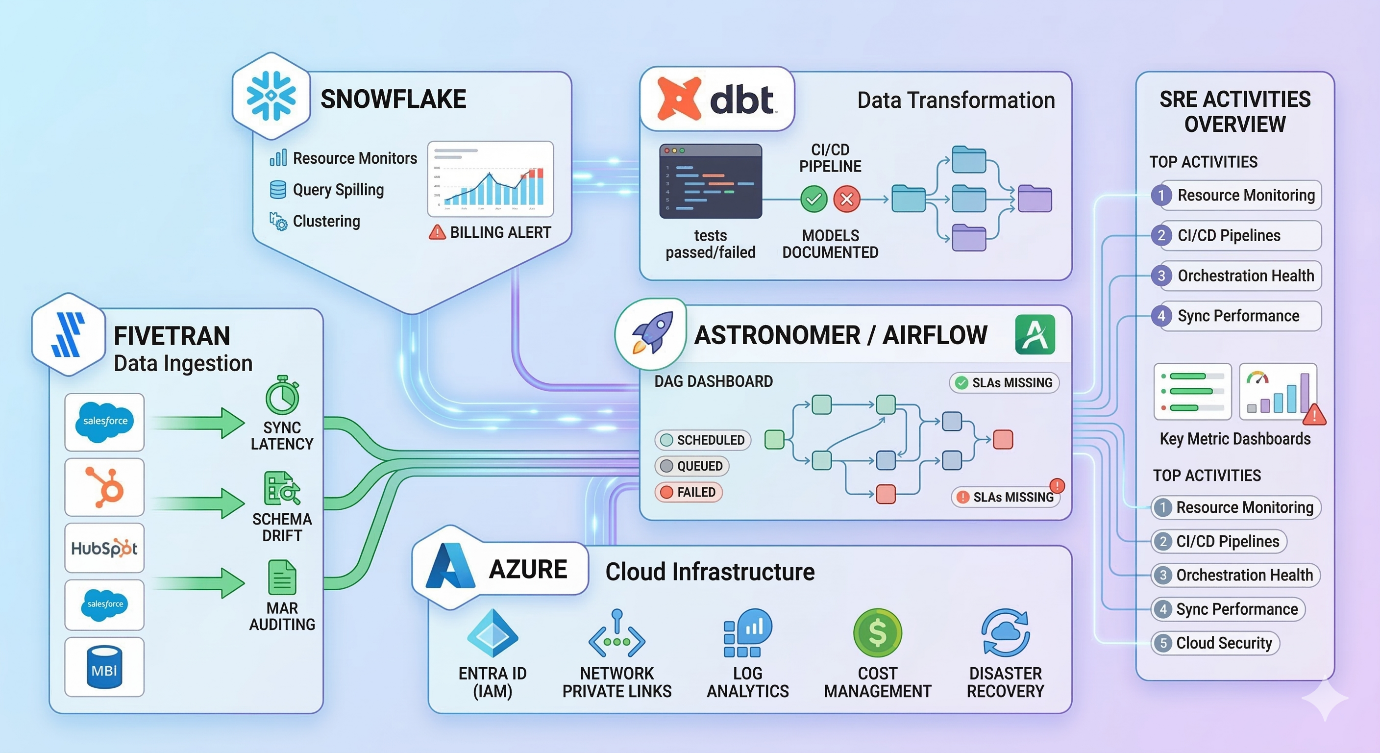 SNOWFLAKE
Resource Monitors
Query Spilling
Clustering
BILLING ALERT
dbt
Data Transformation
CI/CD
PIPELINE
tests
passed/failed
MODELS
DOCUMENTED
FIVETRAN
Data Ingestion
salesforce
HubSpot
salesforce
MBI
SYNC
LATENCY
SCHEMA
DRIFT
MAR
AUDITING
ASTRONOMER / AIRFLOW
DAG DASHBOARD
SLAs MISSING
SCHEDULED
QUEUED
FAILED
SLAs MISSING
AZURE
Cloud Infrastructure
ENTRA ID
(IAM)
NETWORK
PRIVATE LINKS
LOG
ANALYTICS
COST
MANAGEMENT
DISASTER
RECOVERY
SRE ACTIVITIES
OVERVIEW
TOP ACTIVITIES
1 Resource Monitoring
2 CI/CD Pipelines
3 Orchestration Health
4 Sync Performance
Key Metric Dashboards
TOP ACTIVITIES
1 Resource Monitoring
2 CI/CD Pipelines
3 Orchestration Health
4 Sync Performance
5 Cloud Security